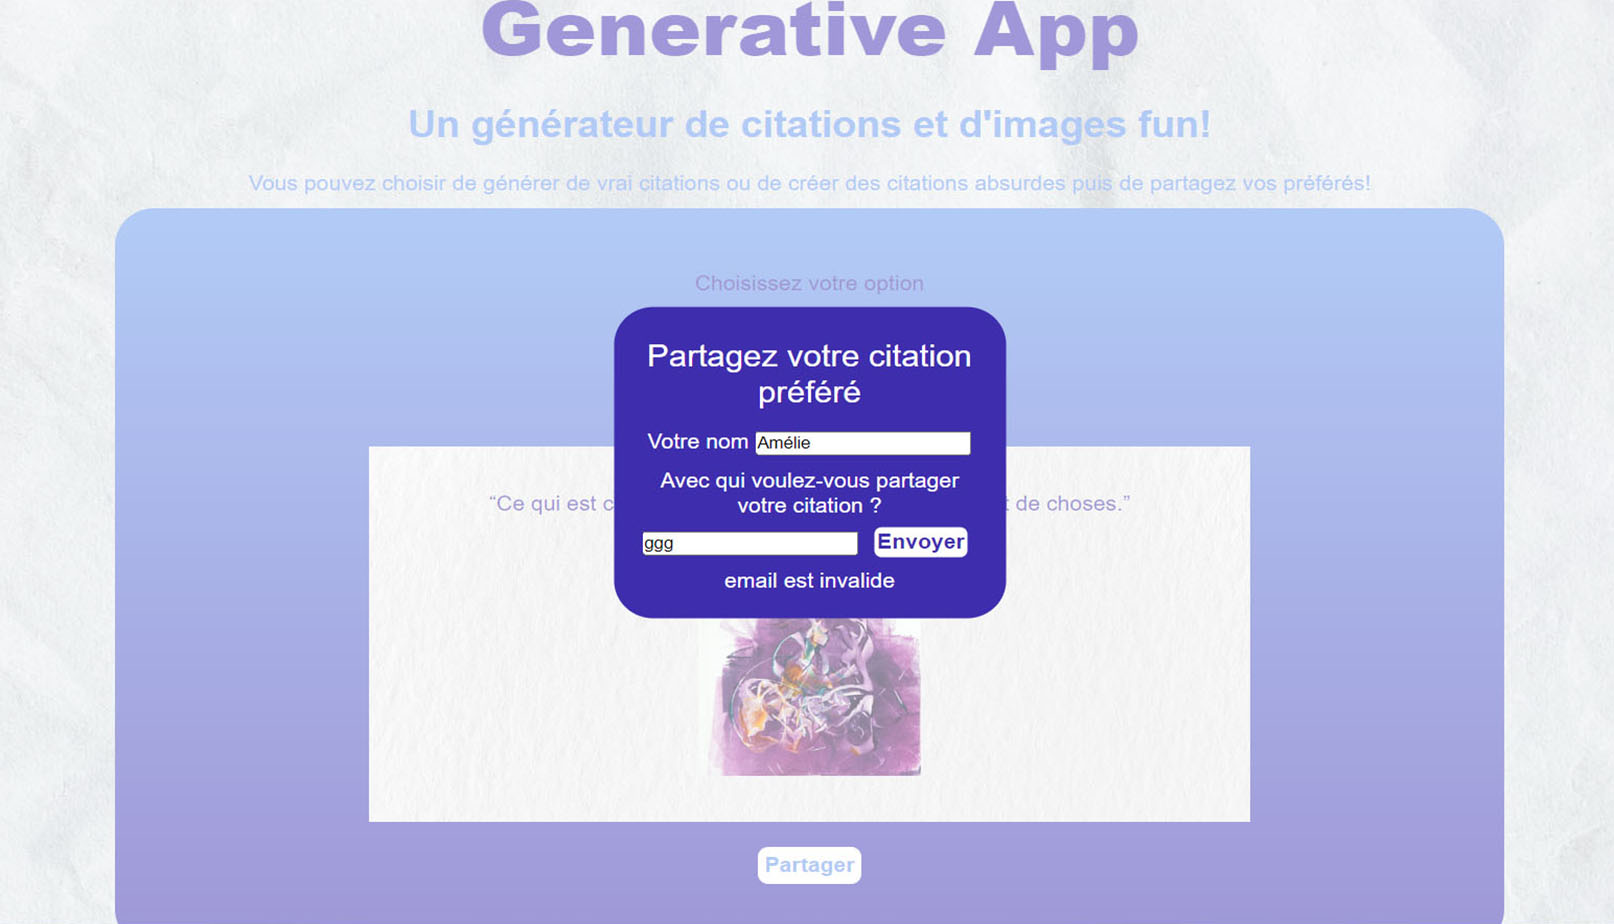 Generative App
Un générateur de citations et d'images fun!
Vous pouvez choisir de générer de vrai citations ou de créer des citations absurdes puis de partagez vos préférés!
Choisissez votre option
Partagez votre citation
préféré
Votre nom Amélie
Avec qui voulez-vous partager
votre citation ?
“Ce qui est c
de choses.”
ggg Envoyer
email est invalide
Partager